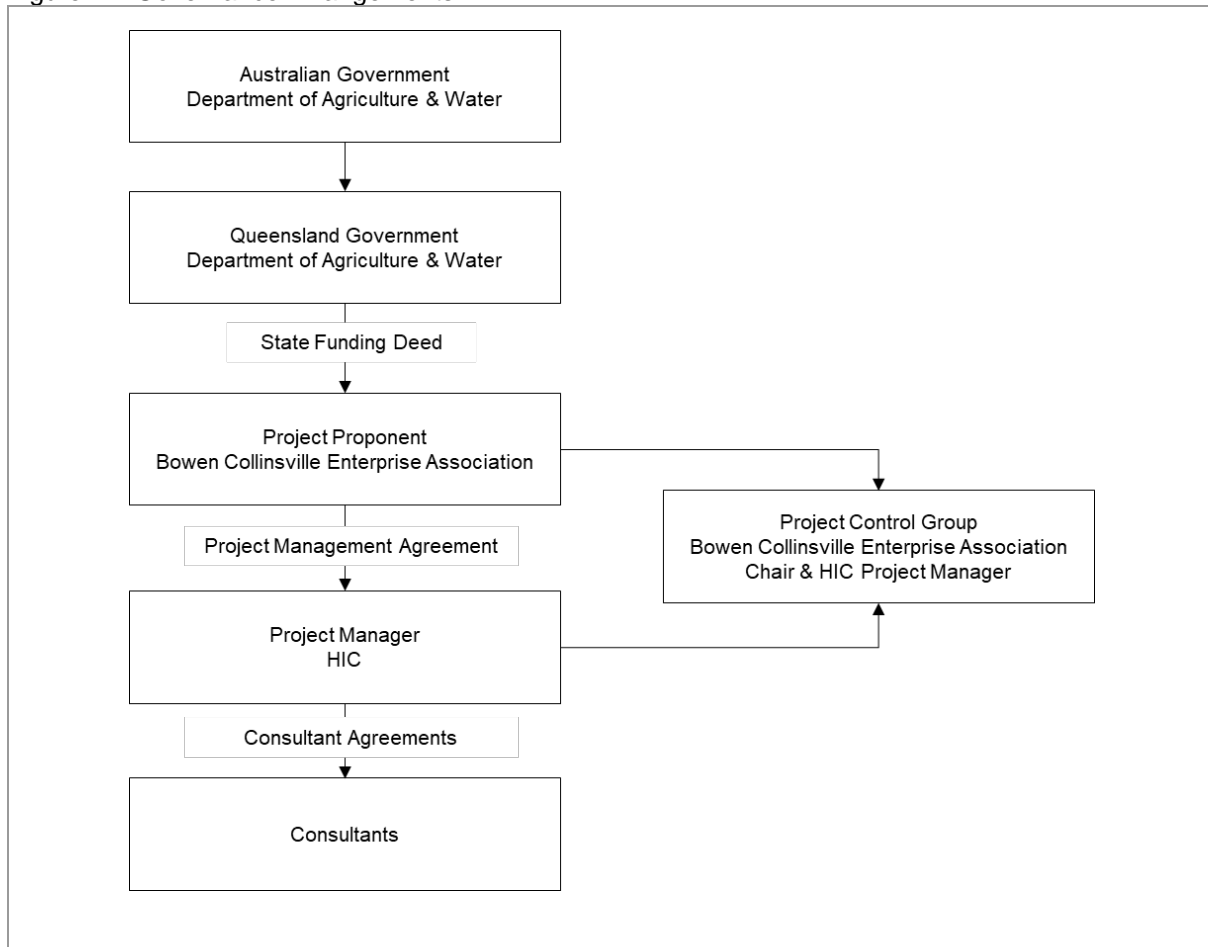 Australian Government
Department of Agriculture & Water
Queensland Government
Department of Agriculture & Water
State Funding Deed
Project Proponent
Bowen Collinsville Enterprise Association
Project Control Group
Bowen Collinsville Enterprise Association
Chair & HIC Project Manager
Project Management Agreement
Project Manager
HIC
Consultant Agreements
Consultants